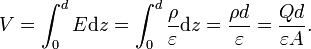 V = ∫₀ᵈ E dz = ∫₀ᵈ ρ/ε dz = ρd/ε = Qd/εA.